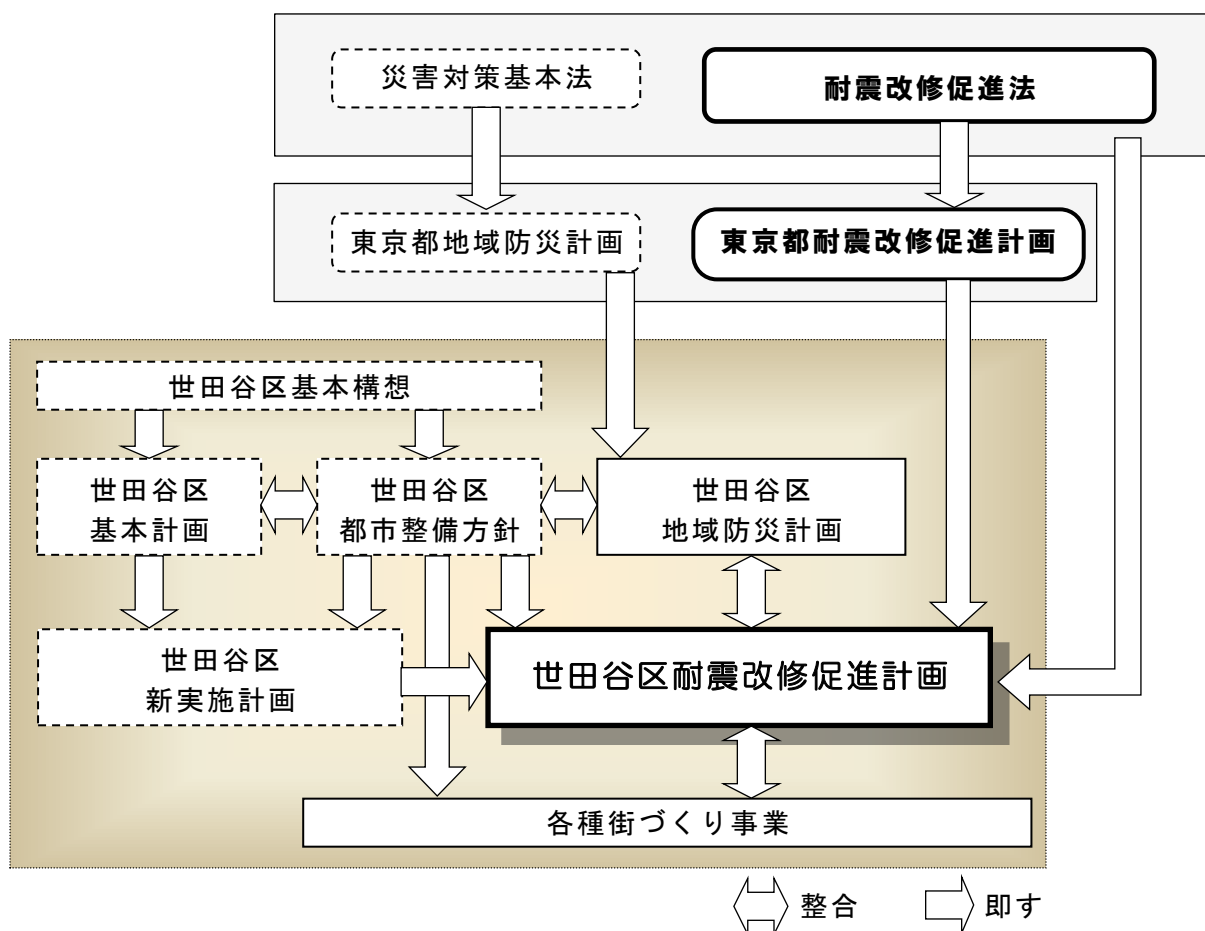 災害対策基本法
耐震改修促進法
東京都地域防災計画
東京都耐震改修促進計画
世田谷区基本構想
世田谷区
基本計画
世田谷区
都市整備方針
世田谷区
地域防災計画
世田谷区
新実施計画
世田谷区耐震改修促進計画
各種街づくり事業
整合
即す